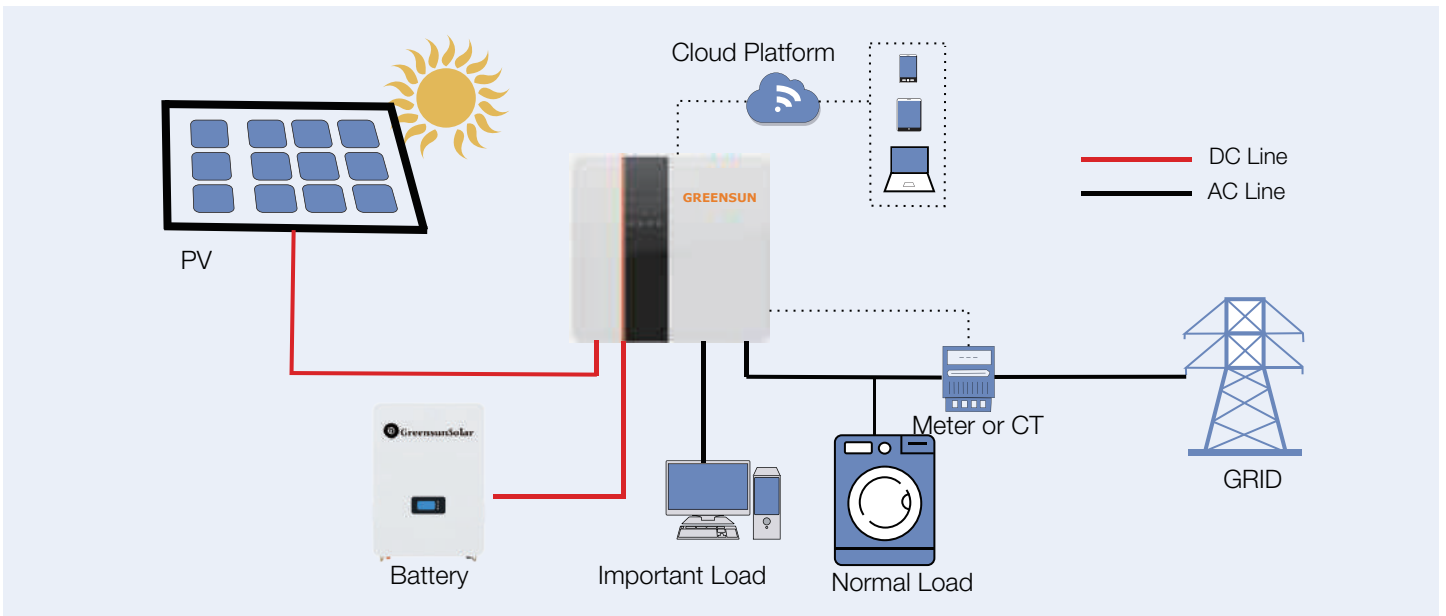 Cloud Platform
DC Line
AC Line
GREENSUN
PV
GreensunSolar
Meter or CT
GRID
Battery
Important Load
Normal Load